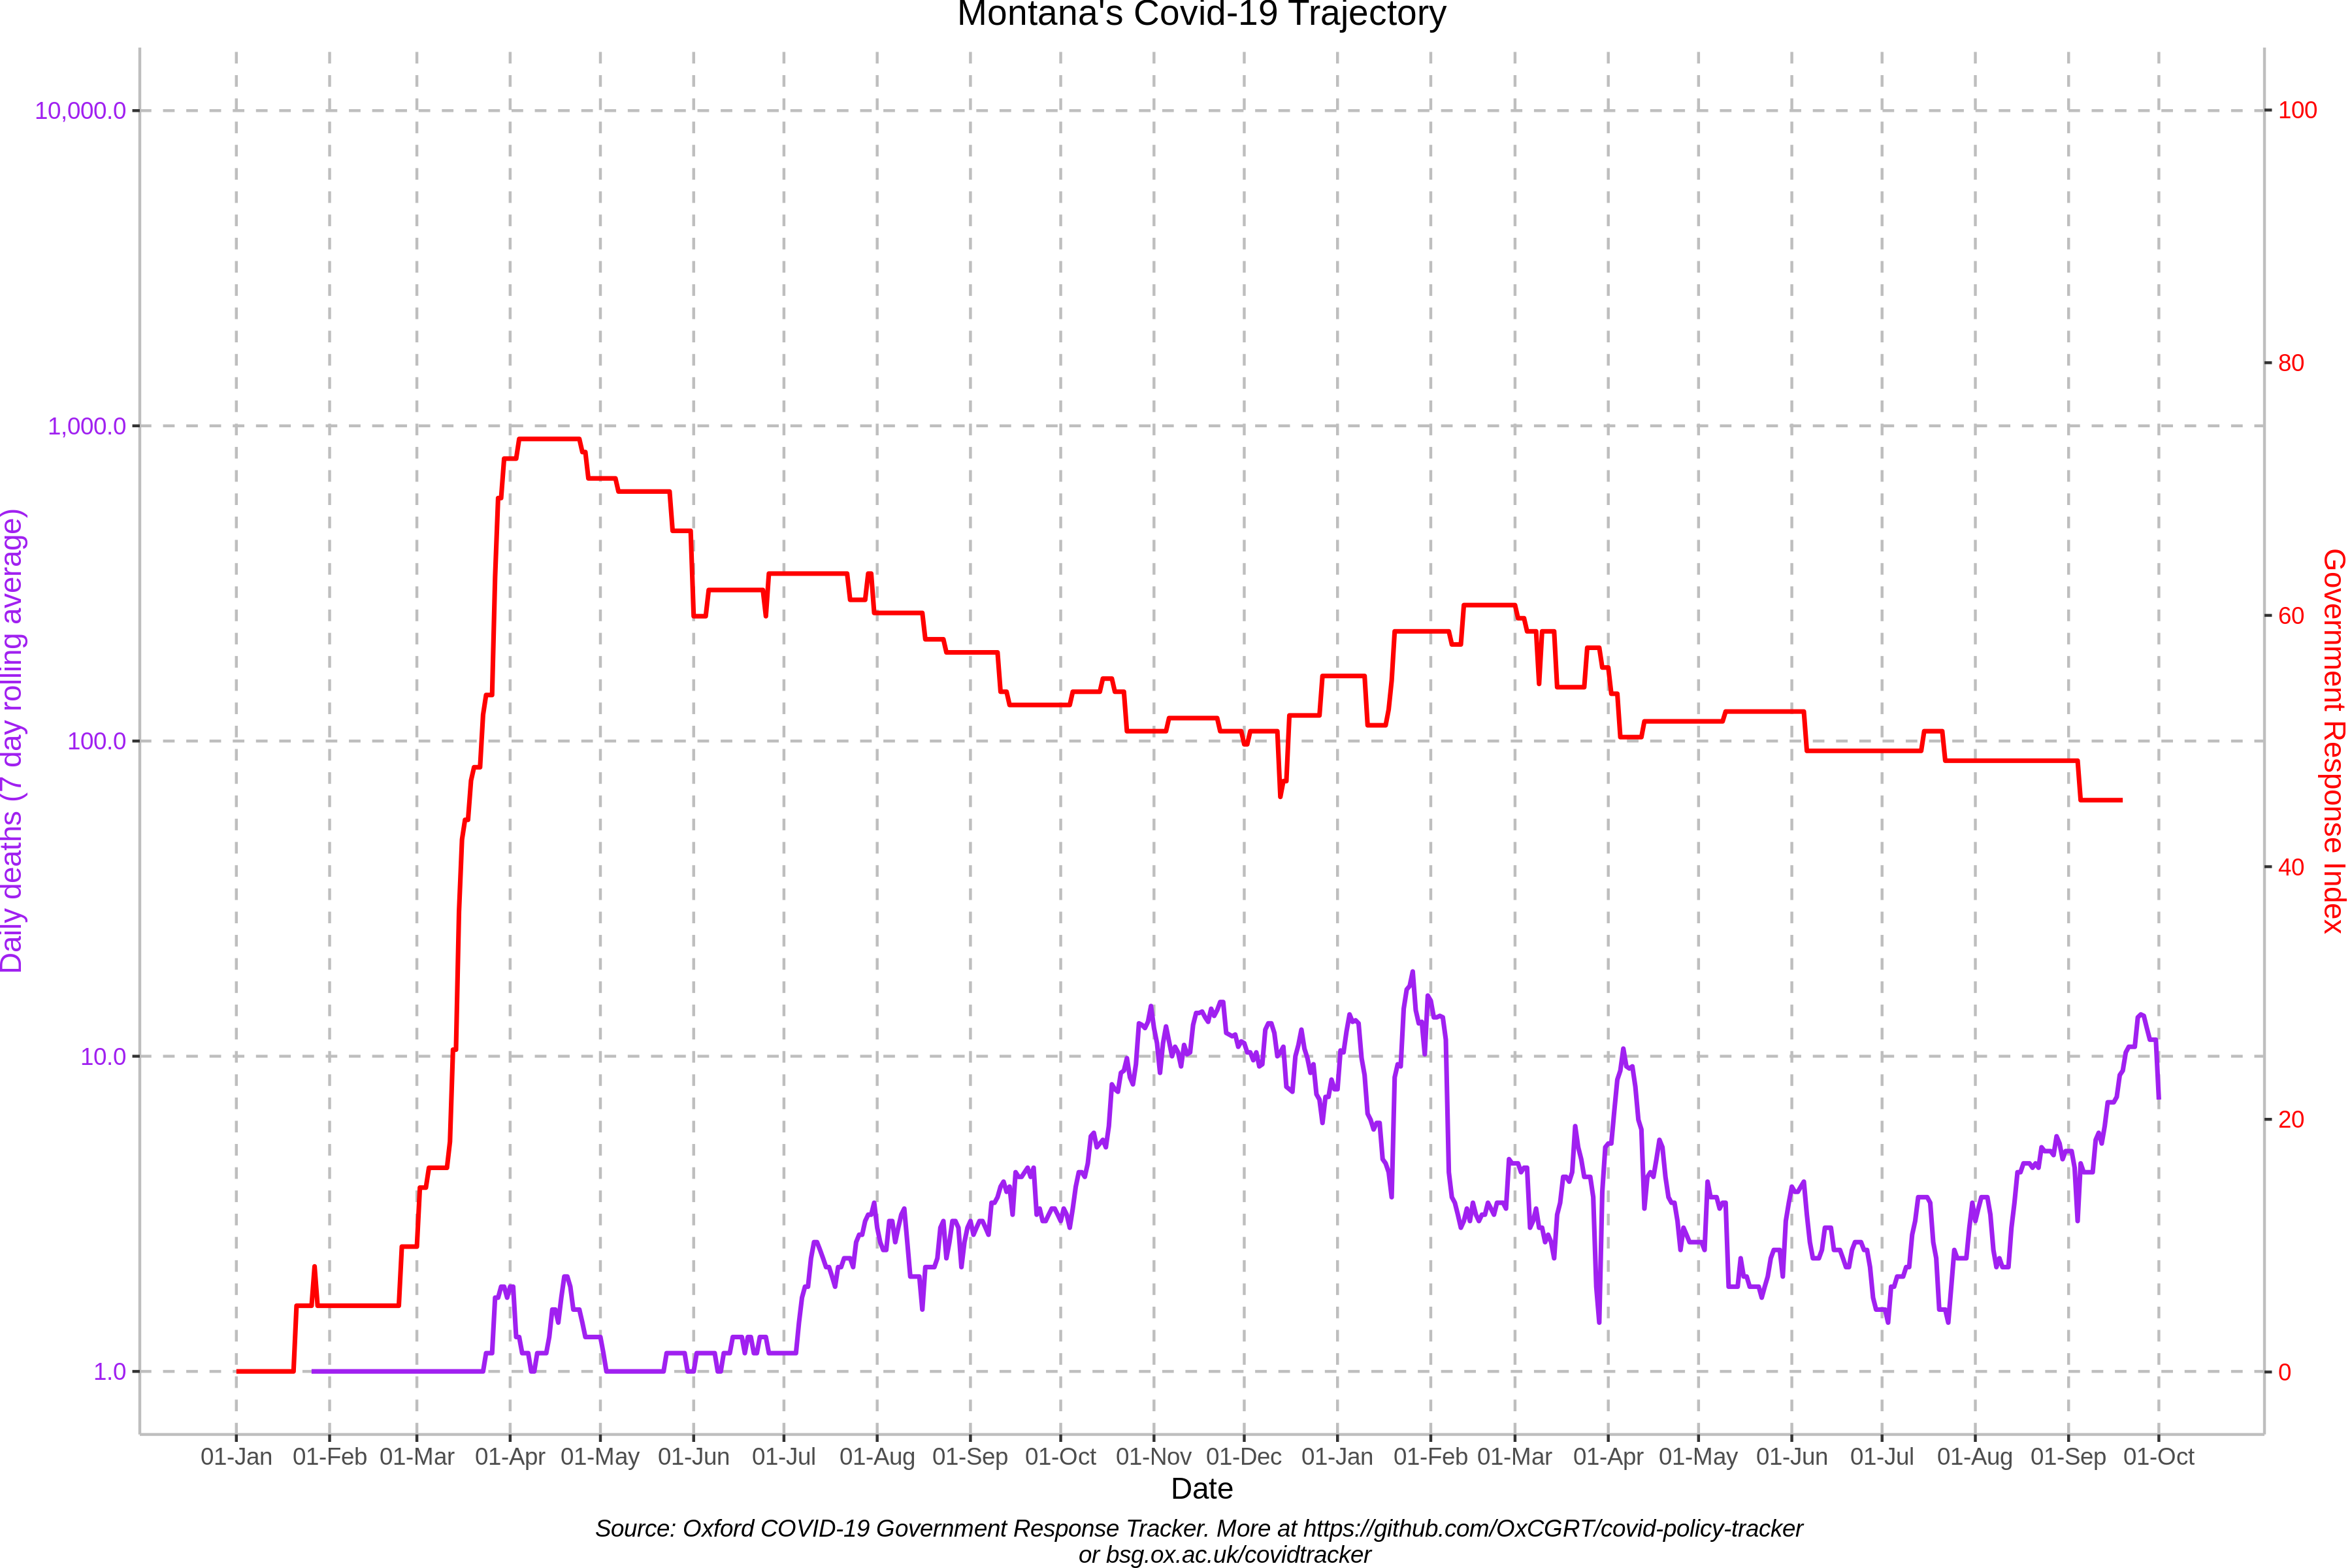 Montana's Covid-19 Trajectory
10,000.0
1,000.0
100.0
10.0
1.0
Daily deaths (7 day rolling average)
100
80
60
40
20
0
Government Response Index
01-Jan 01-Feb 01-Mar 01-Apr 01-May 01-Jun 01-Jul 01-Aug 01-Sep 01-Oct 01-Nov 01-Dec 01-Jan 01-Feb 01-Mar 01-Apr 01-May 01-Jun 01-Jul 01-Aug 01-Sep 01-Oct
Date
Source: Oxford COVID-19 Government Response Tracker. More at https://github.com/OxCGRT/covid-policy-tracker
or bsg.ox.ac.uk/covidtracker